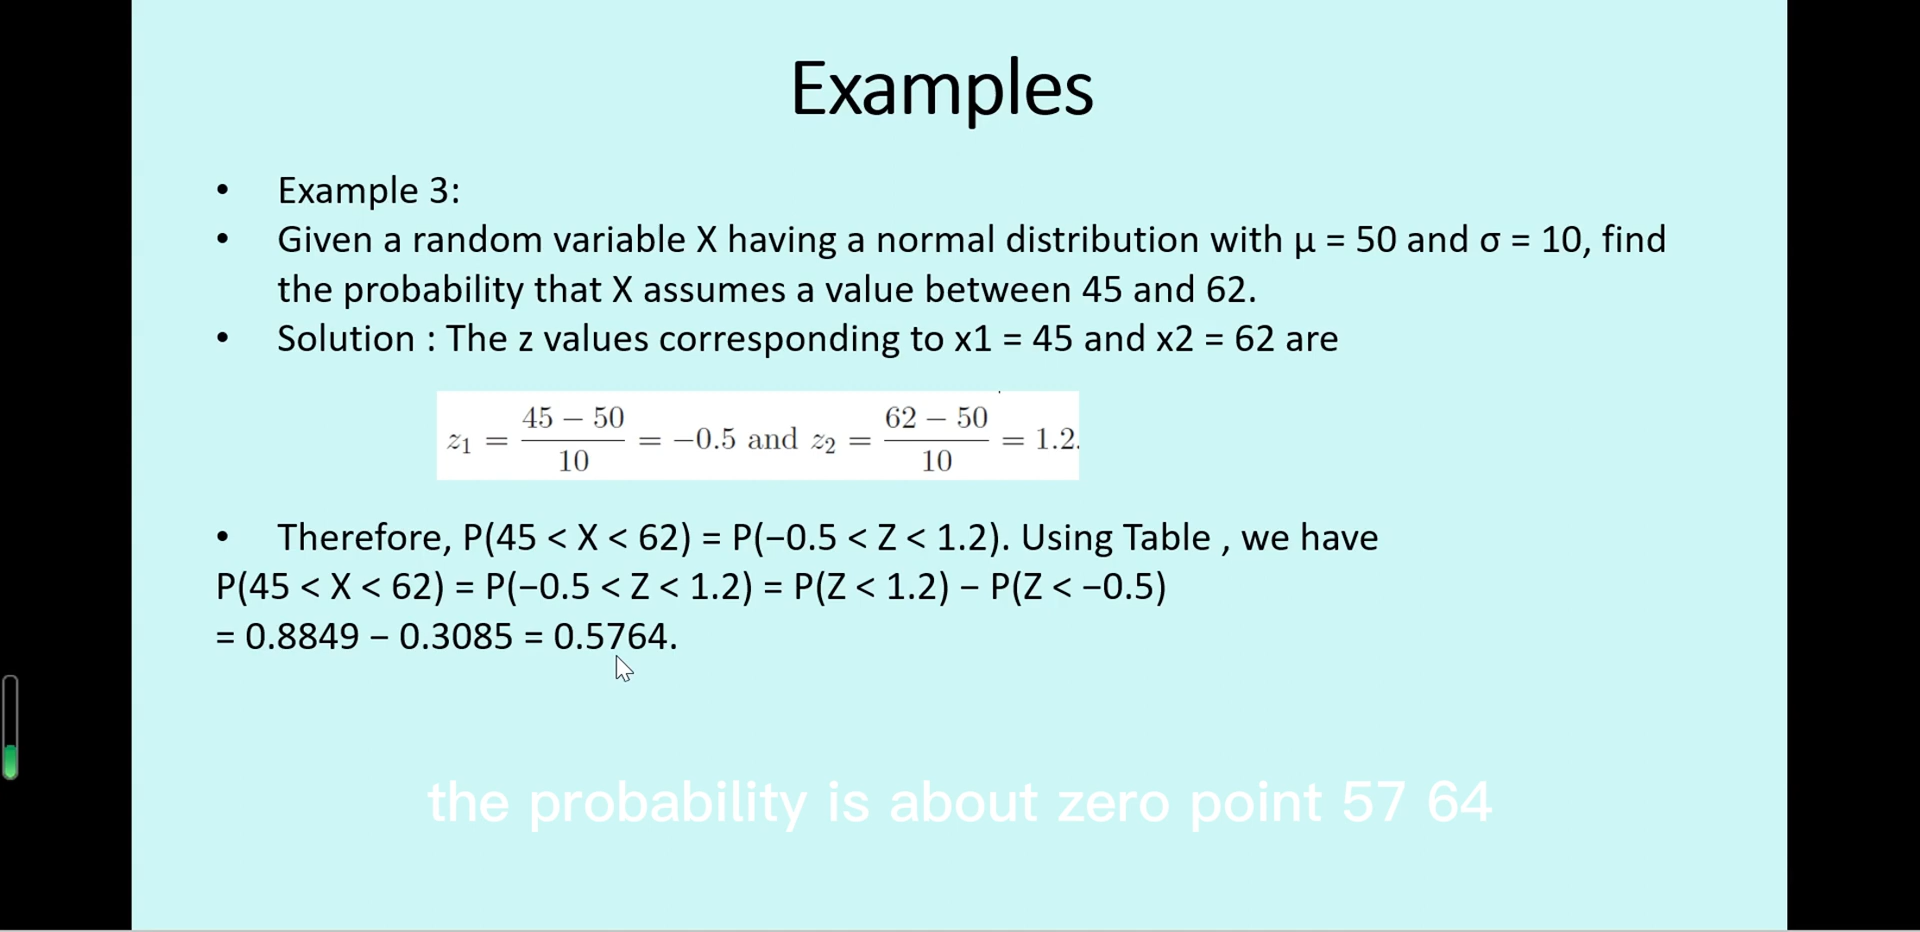 Examples
• Example 3:
• Given a random variable X having a normal distribution with μ = 50 and σ = 10, find
the probability that X assumes a value between 45 and 62.
• Solution : The z values corresponding to x1 = 45 and x2 = 62 are
z₁ = (45 − 50)/10 = −0.5 and z₂ = (62 − 50)/10 = 1.2.
• Therefore, P(45 < X < 62) = P(−0.5 < Z < 1.2). Using Table , we have
P(45 < X < 62) = P(−0.5 < Z < 1.2) = P(Z < 1.2) − P(Z < −0.5)
= 0.8849 − 0.3085 = 0.5764.
the probability is about zero point 57 64